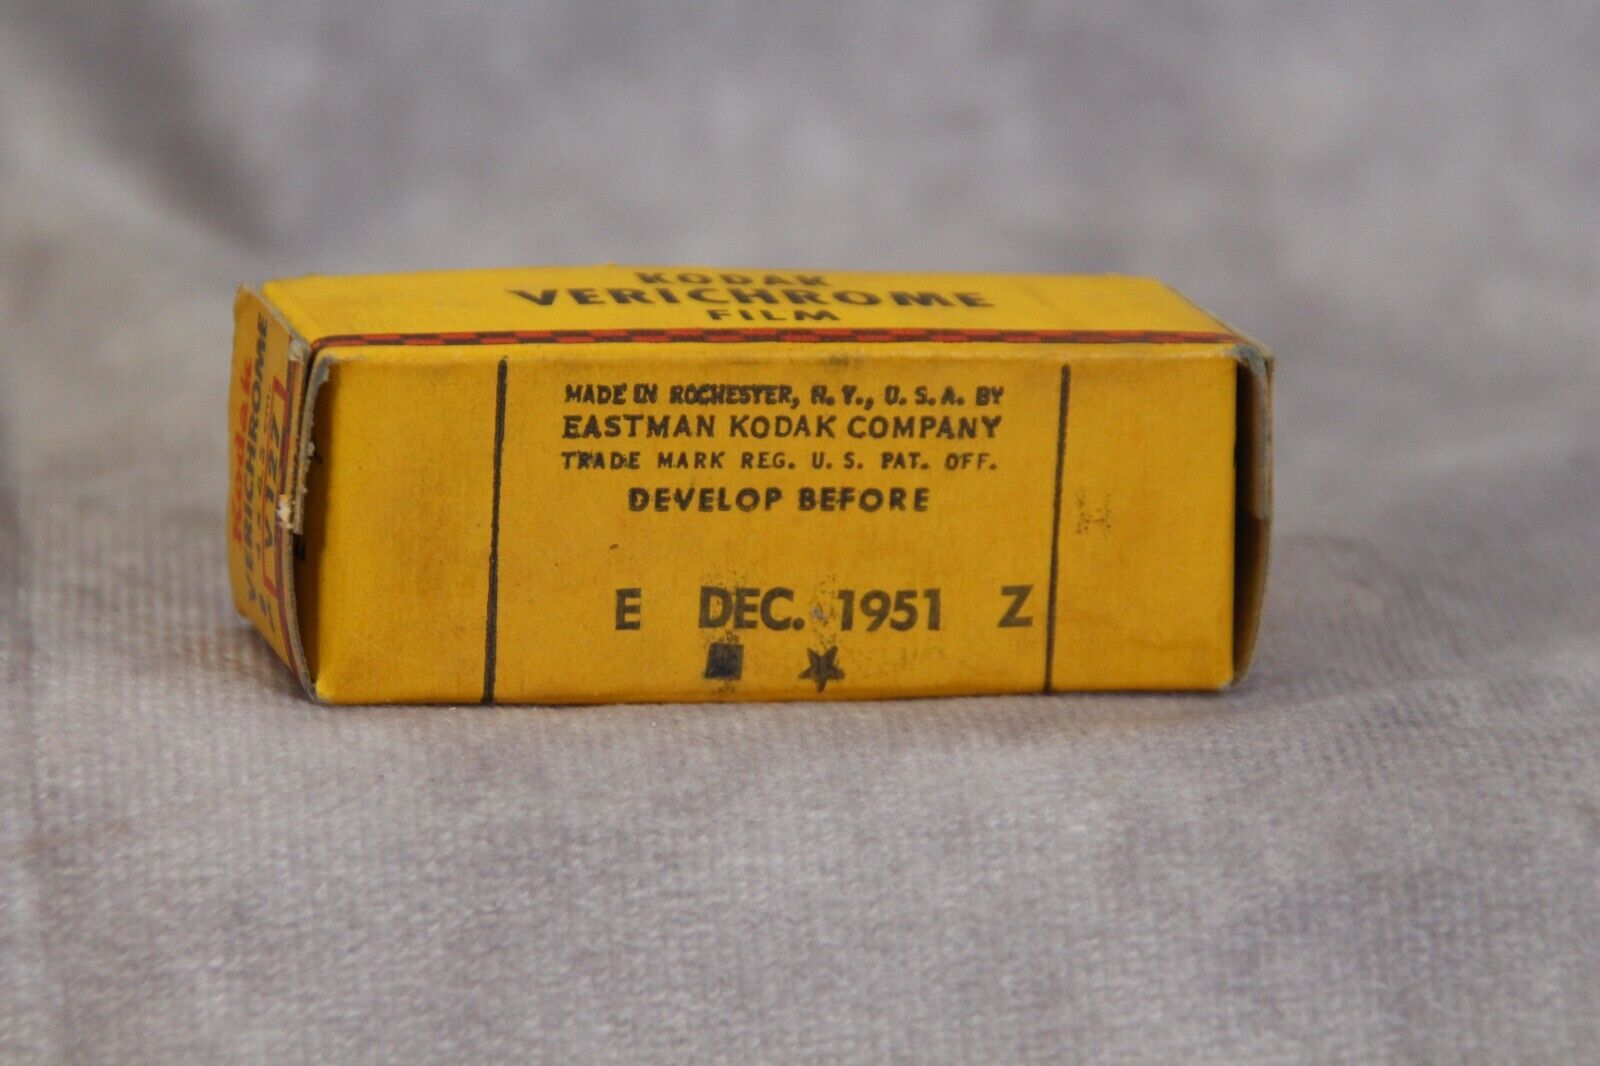 KODAK
VERICHROME
FILM
MADE IN ROCHESTER, N. Y., U. S. A. BY
EASTMAN KODAK COMPANY
TRADE MARK REG. U. S. PAT. OFF.
DEVELOP BEFORE
E DEC. 1951 Z
H
Kodak
VERICHROME
V 127